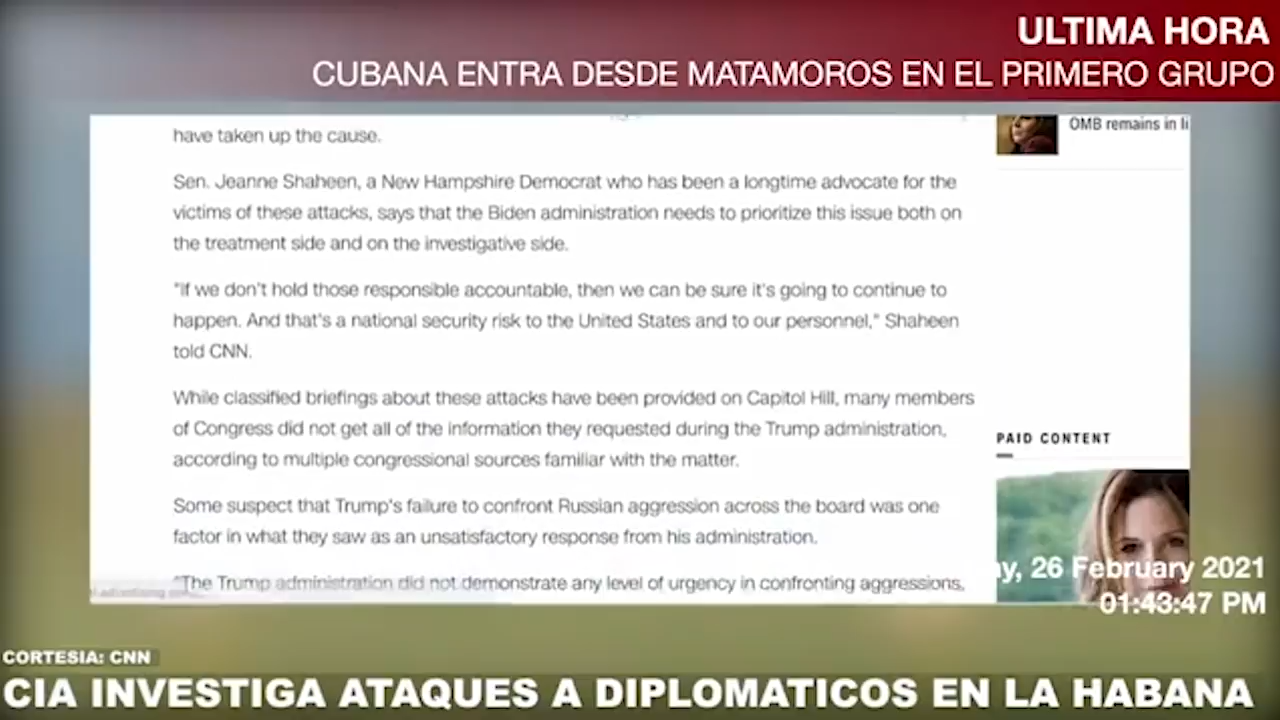 ULTIMA HORA
CUBANA ENTRA DESDE MATAMOROS EN EL PRIMERO GRUPO
have taken up the cause.
OMB remains in li
Sen. Jeanne Shaheen, a New Hampshire Democrat who has been a longtime advocate for the
victims of these attacks, says that the Biden administration needs to prioritize this issue both on
the treatment side and on the investigative side.
"If we don't hold those responsible accountable, then we can be sure it's going to continue to
happen. And that's a national security risk to the United States and to our personnel," Shaheen
told CNN.
While classified briefings about these attacks have been provided on Capitol Hill, many members
of Congress did not get all of the information they requested during the Trump administration,
according to multiple congressional sources familiar with the matter.
PAID CONTENT
Some suspect that Trump's failure to confront Russian aggression across the board was one
factor in what they saw as an unsatisfactory response from his administration.
"The Trump administration did not demonstrate any level of urgency in confronting aggressions,
ay, 26 February 2021
01:43:47 PM
CORTESIA: CNN
CIA INVESTIGA ATAQUES A DIPLOMATICOS EN LA HABANA